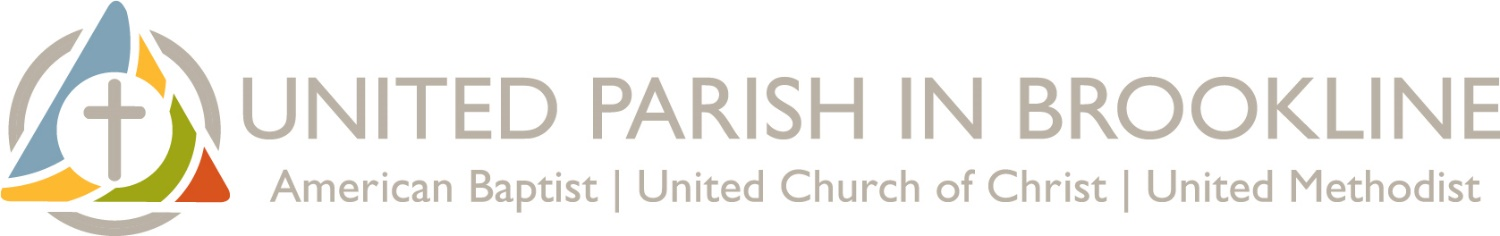 UNITED PARISH IN BROOKLINE
American Baptist | United Church of Christ | United Methodist